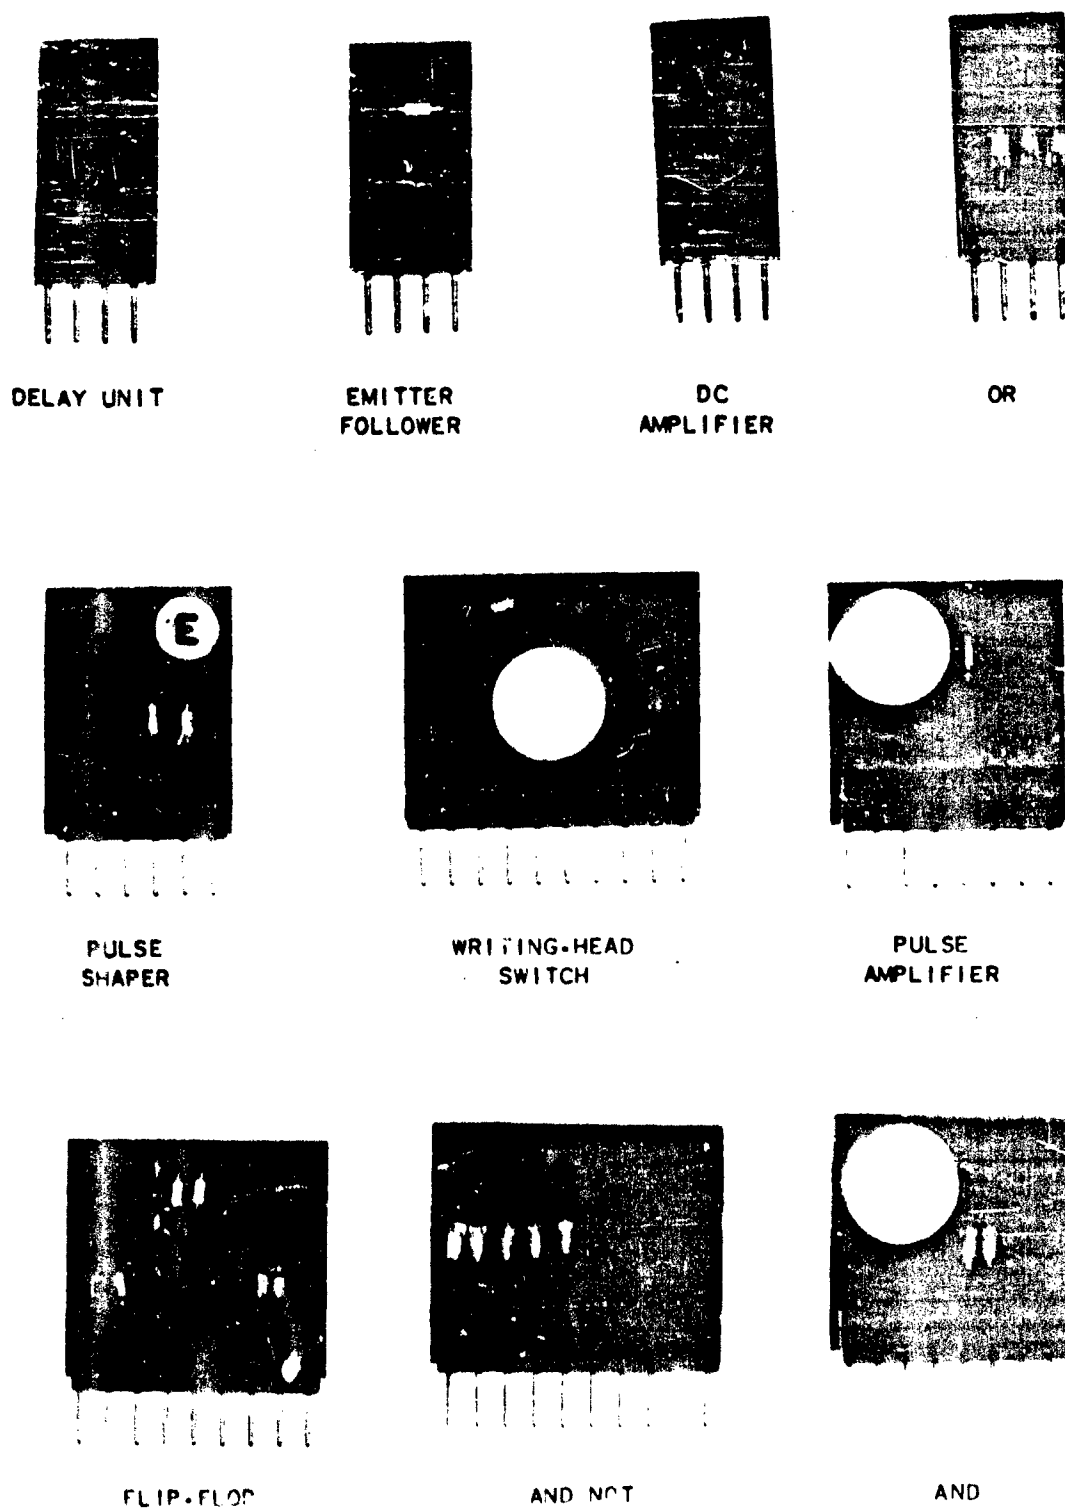 DELAY UNIT
EMITTER
FOLLOWER
DC
AMPLIFIER
OR
E
PULSE
SHAPER
WRITING-HEAD
SWITCH
PULSE
AMPLIFIER
FLIP-FLOP
AND NOT
AND